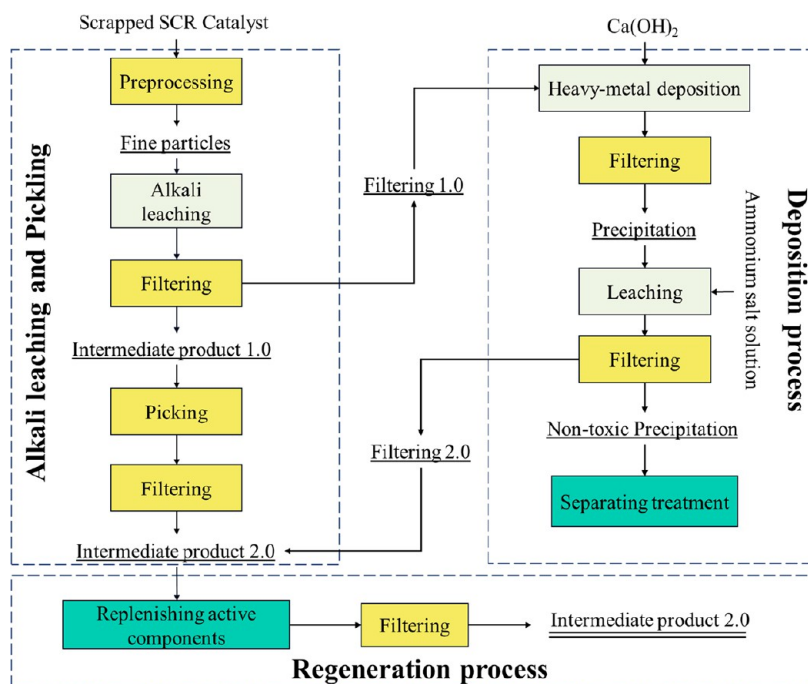 Scrapped SCR Catalyst
Preprocessing
Fine particles
Alkali
leaching
Filtering
Intermediate product 1.0
Picking
Filtering
Intermediate product 2.0
Alkali leaching and Pickling
Filtering 1.0
Filtering 2.0
Ca(OH)₂
Heavy-metal deposition
Filtering
Precipitation
Leaching
Ammonium salt solution
Filtering
Non-toxic Precipitation
Separating treatment
Deposition process
Replenishing active
components
Filtering
Intermediate product 2.0
Regeneration process